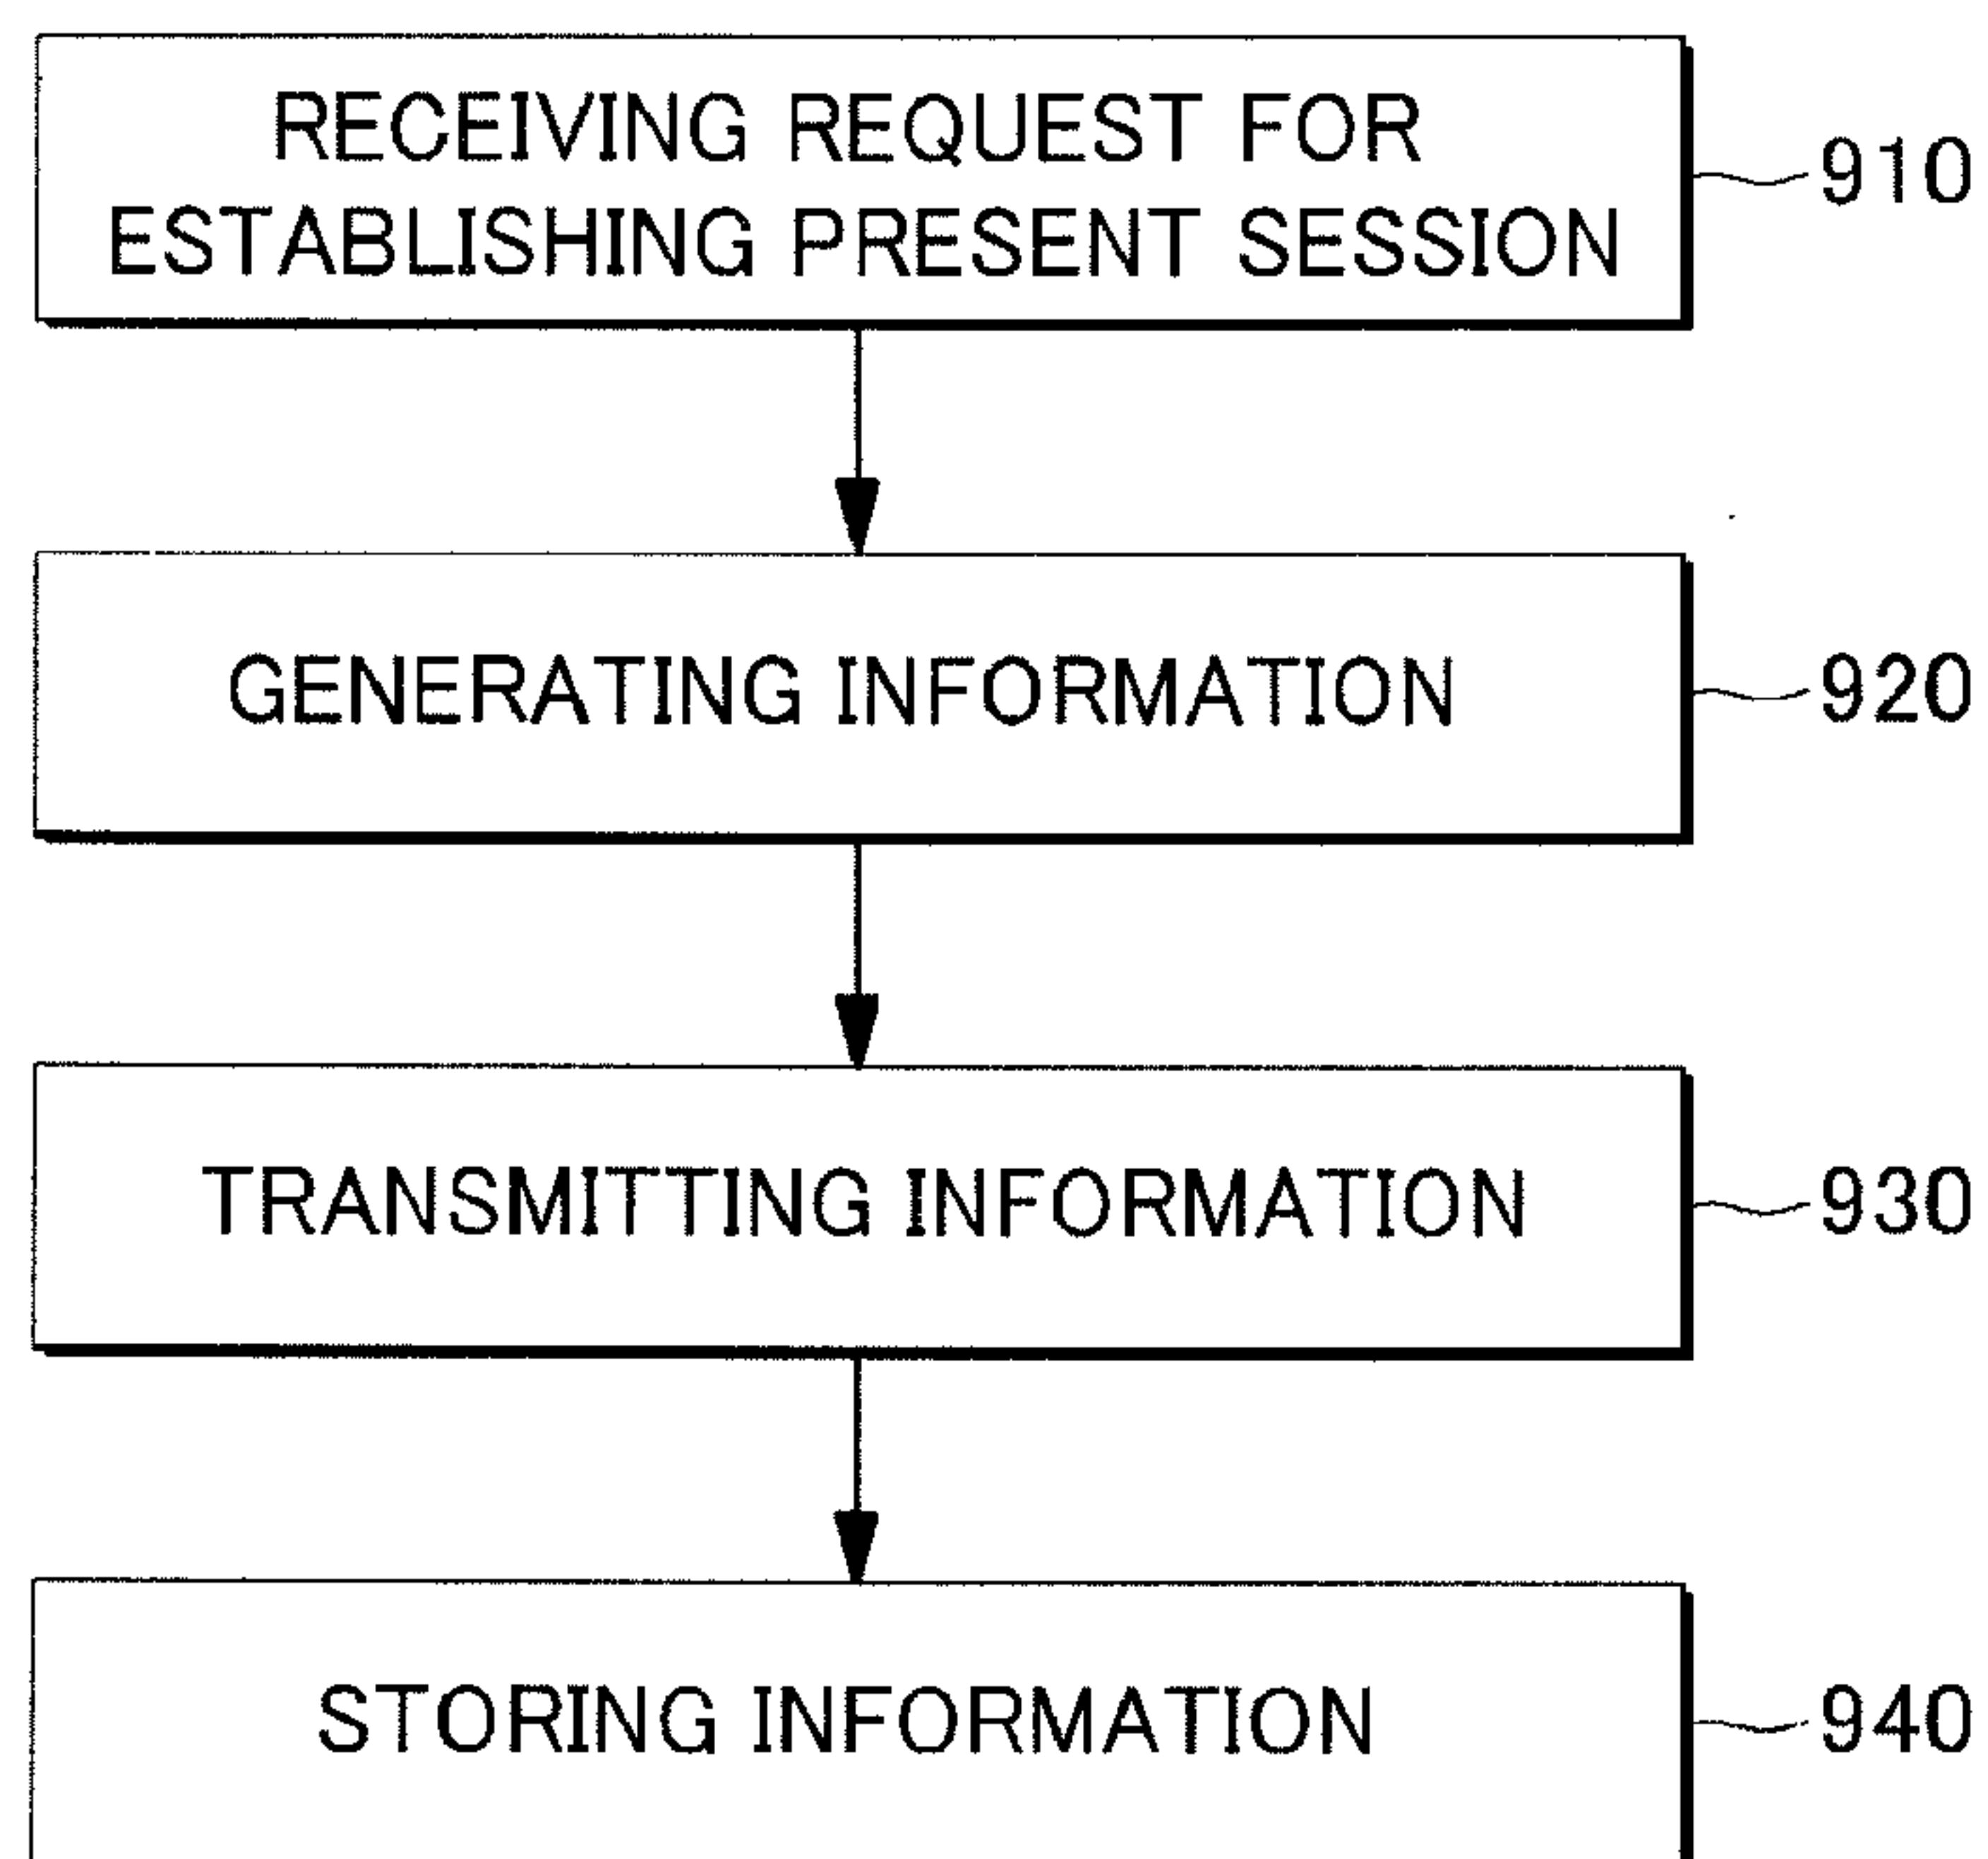 RECEIVING REQUEST FOR
ESTABLISHING PRESENT SESSION
910
GENERATING INFORMATION
920
TRANSMITTING INFORMATION
930
STORING INFORMATION
940